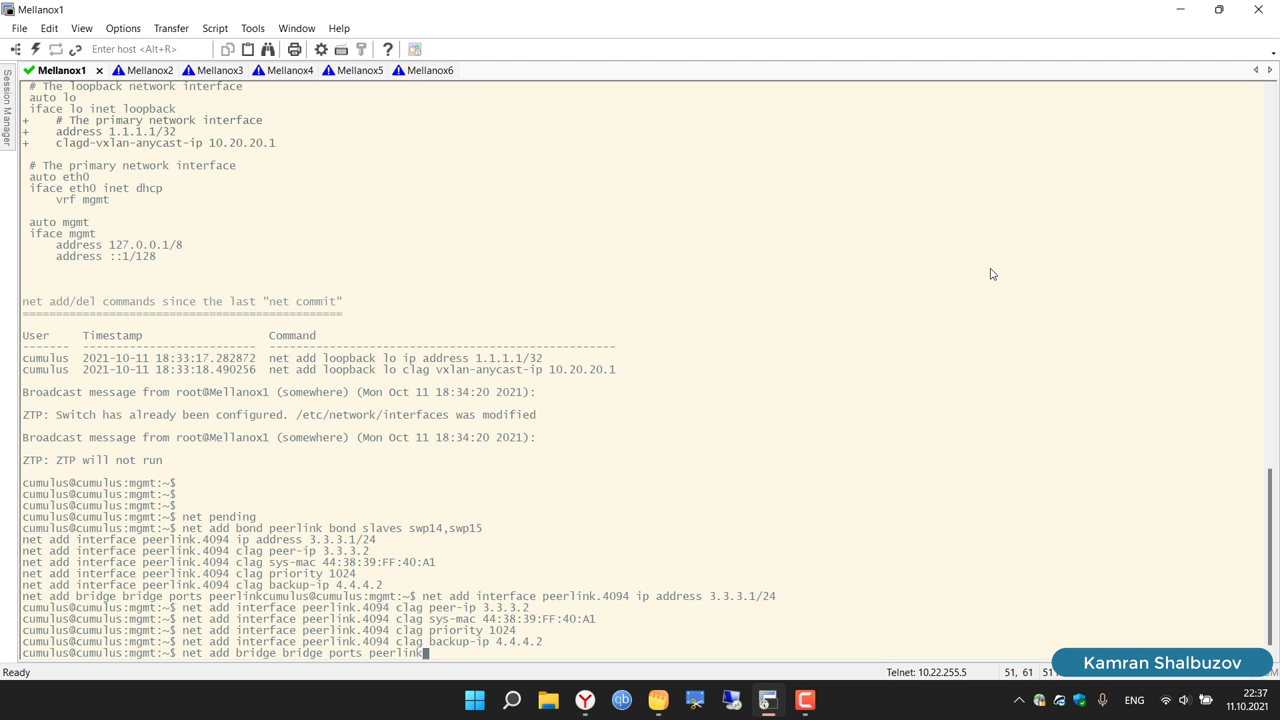 Mellanox1
File Edit View Options Transfer Script Tools Window Help
Enter host <Alt+R>
Mellanox1 Mellanox2 Mellanox3 Mellanox4 Mellanox5 Mellanox6
Session Manager
# The loopback network interface
auto lo
iface lo inet loopback
+    # The primary network interface
+    address 1.1.1.1/32
+    clagd-vxlan-anycast-ip 10.20.20.1
# The primary network interface
auto eth0
iface eth0 inet dhcp
    vrf mgmt
auto mgmt
iface mgmt
    address 127.0.0.1/8
    address ::1/128
net add/del commands since the last "net commit"
================================================
User     Timestamp                   Command
-------  --------------------------  ----------------------------------------------------
cumulus  2021-10-11 18:33:17.282872  net add loopback lo ip address 1.1.1.1/32
cumulus  2021-10-11 18:33:18.490256  net add loopback lo clag vxlan-anycast-ip 10.20.20.1
Broadcast message from root@Mellanox1 (somewhere) (Mon Oct 11 18:34:20 2021):
ZTP: Switch has already been configured. /etc/network/interfaces was modified
Broadcast message from root@Mellanox1 (somewhere) (Mon Oct 11 18:34:20 2021):
ZTP: ZTP will not run
cumulus@cumulus:mgmt:~$
cumulus@cumulus:mgmt:~$
cumulus@cumulus:mgmt:~$
cumulus@cumulus:mgmt:~$ net pending
cumulus@cumulus:mgmt:~$ net add bond peerlink bond slaves swp14,swp15
net add interface peerlink.4094 ip address 3.3.3.1/24
net add interface peerlink.4094 clag peer-ip 3.3.3.2
net add interface peerlink.4094 clag sys-mac 44:38:39:FF:40:A1
net add interface peerlink.4094 clag priority 1024
net add interface peerlink.4094 clag backup-ip 4.4.4.2
net add bridge bridge ports peerlinkcumulus@cumulus:mgmt:~$ net add interface peerlink.4094 ip address 3.3.3.1/24
cumulus@cumulus:mgmt:~$ net add interface peerlink.4094 clag peer-ip 3.3.3.2
cumulus@cumulus:mgmt:~$ net add interface peerlink.4094 clag sys-mac 44:38:39:FF:40:A1
cumulus@cumulus:mgmt:~$ net add interface peerlink.4094 clag priority 1024
cumulus@cumulus:mgmt:~$ net add interface peerlink.4094 clag backup-ip 4.4.4.2
cumulus@cumulus:mgmt:~$ net add bridge bridge ports peerlink
Ready Telnet: 10.22.255.5 51, 61
Kamran Shalbuzov
ENG 22:37
11.10.2021